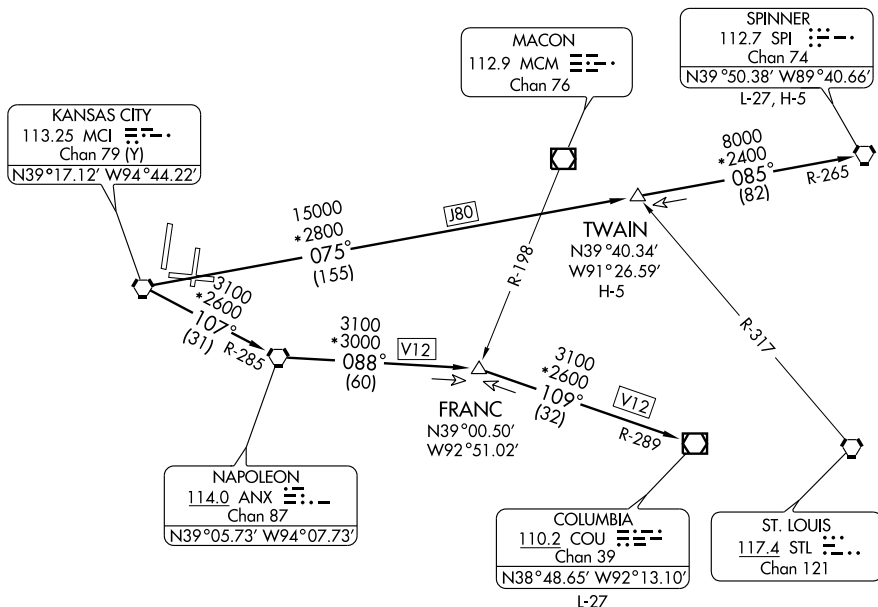 SPINNER
112.7 SPI
Chan 74
N39°50.38' W89°40.66'
L-27, H-5
MACON
112.9 MCM
Chan 76
KANSAS CITY
113.25 MCI
Chan 79 (Y)
N39°17.12' W94°44.22'
8000
*2400
085°
(82)
R-265
15000
*2800
075°
(155)
J80
TWAIN
N39°40.34'
W91°26.59'
H-5
R-198
R-317
3100
*2600
107°
(31)
R-285
3100
*3000
088°
(60)
V12
FRANC
N39°00.50'
W92°51.02'
3100
*2600
109°
(32)
V12
R-289
NAPOLEON
114.0 ANX
Chan 87
N39°05.73' W94°07.73'
COLUMBIA
110.2 COU
Chan 39
N38°48.65' W92°13.10'
L-27
ST. LOUIS
117.4 STL
Chan 121